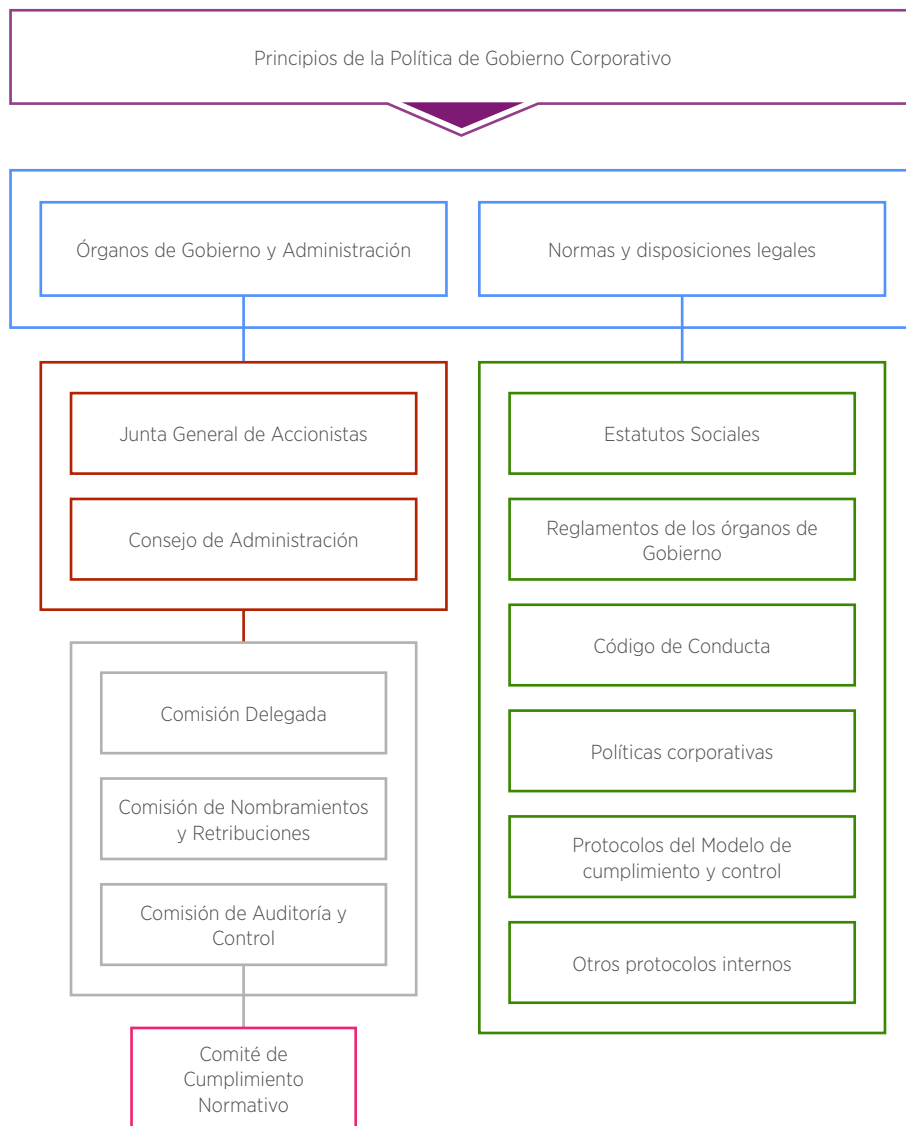 Principios de la Política de Gobierno Corporativo
Órganos de Gobierno y Administración
Normas y disposiciones legales
Junta General de Accionistas
Consejo de Administración
Comisión Delegada
Comisión de Nombramientos
y Retribuciones
Comisión de Auditoría y
Control
Comité de
Cumplimiento
Normativo
Estatutos Sociales
Reglamentos de los órganos de
Gobierno
Código de Conducta
Políticas corporativas
Protocolos del Modelo de
cumplimiento y control
Otros protocolos internos